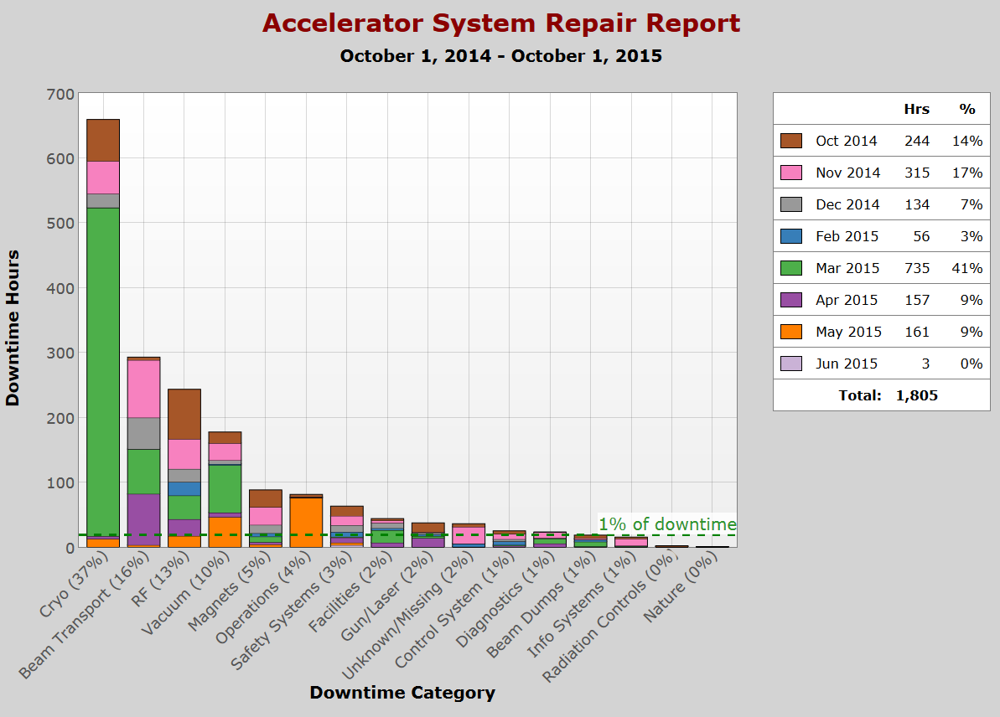 Accelerator System Repair Report
October 1, 2014 - October 1, 2015
Downtime Hours
700
600
500
400
300
200
100
0
1% of downtime
Cryo (37%)
Beam Transport (16%)
RF (13%)
Vacuum (10%)
Magnets (5%)
Operations (4%)
Safety Systems (3%)
Facilities (2%)
Gun/Laser (2%)
Unknown/Missing (2%)
Control System (1%)
Diagnostics (1%)
Beam Dumps (1%)
Info Systems (1%)
Radiation Controls (0%)
Nature (0%)
Downtime Category
Hrs %
Oct 2014 244 14%
Nov 2014 315 17%
Dec 2014 134 7%
Feb 2015 56 3%
Mar 2015 735 41%
Apr 2015 157 9%
May 2015 161 9%
Jun 2015 3 0%
Total: 1,805